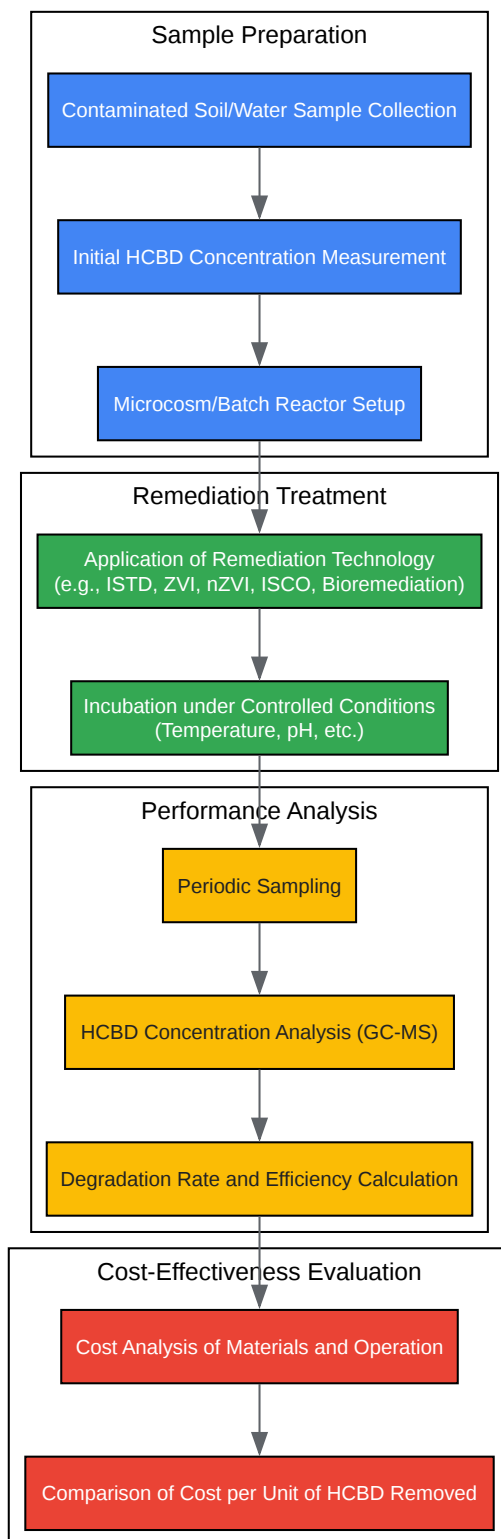 Sample Preparation
Contaminated Soil/Water Sample Collection
Initial HCBD Concentration Measurement
Microcosm/Batch Reactor Setup
Remediation Treatment
Application of Remediation Technology
(e.g., ISTD, ZVI, nZVI, ISCO, Bioremediation)
Incubation under Controlled Conditions
(Temperature, pH, etc.)
Performance Analysis
Periodic Sampling
HCBD Concentration Analysis (GC-MS)
Degradation Rate and Efficiency Calculation
Cost-Effectiveness Evaluation
Cost Analysis of Materials and Operation
Comparison of Cost per Unit of HCBD Removed